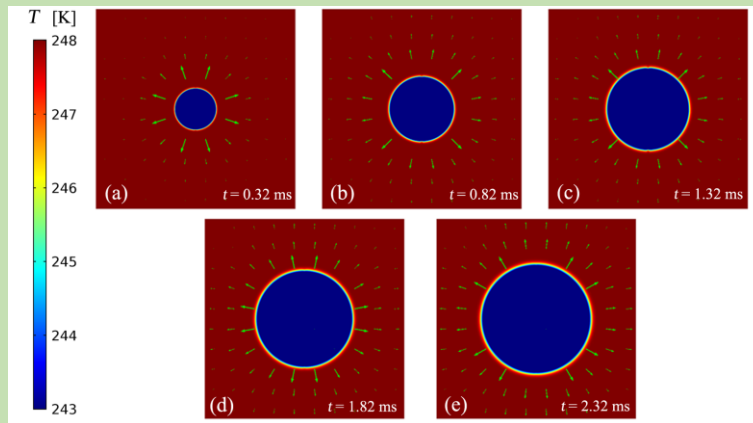 T [K]
248
247
246
245
244
243
(a)
t = 0.32 ms
(b)
t = 0.82 ms
(c)
t = 1.32 ms
(d)
t = 1.82 ms
(e)
t = 2.32 ms